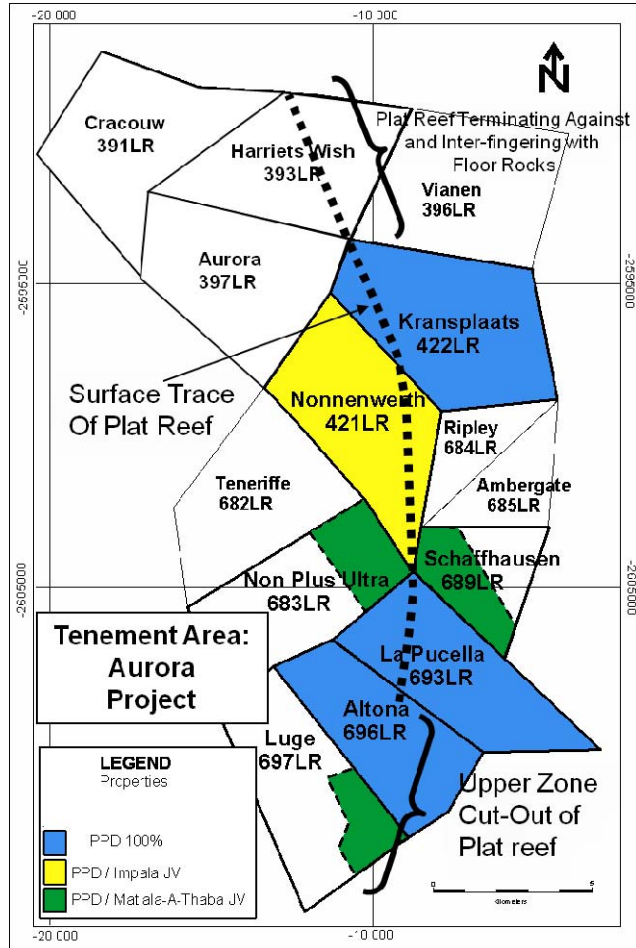 -20 000
-10 000
N
Plat Reef Terminating Against
and Inter-fingering with
Floor Rocks
Cracouw
391LR
Harriets Wish
393LR
Vianen
396LR
Aurora
397LR
-2595000
-2595000
Kransplaats
422LR
Surface Trace
Of Plat Reef
Nonnenwerth
421LR
Ripley
684LR
Teneriffe
682LR
Ambergate
685LR
Schaffhausen
689LR
Non Plus Ultra
683LR
-2605000
-2605000
Tenement Area:
Aurora
Project
La Pucella
693LR
Altona
696LR
Luge
697LR
Upper Zone
Cut-Out of
Plat reef
LEGEND
Properties
PPD 100%
PPD / Impala JV
PPD / Matlala-A-Thaba JV
0 5
Kilometers
-20 000
-10 000